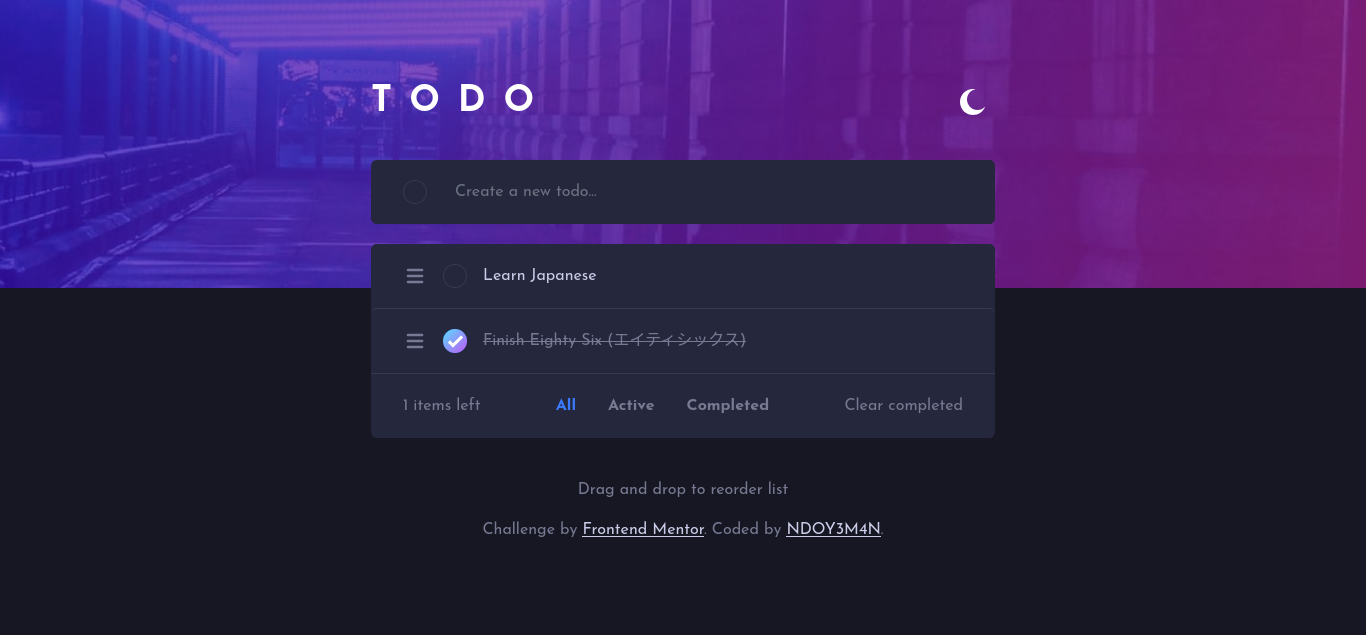 TODO
Create a new todo...
Learn Japanese
Finish Eighty Six (エイティシックス)
1 items left All Active Completed Clear completed
Drag and drop to reorder list
Challenge by Frontend Mentor. Coded by NDOY3M4N.